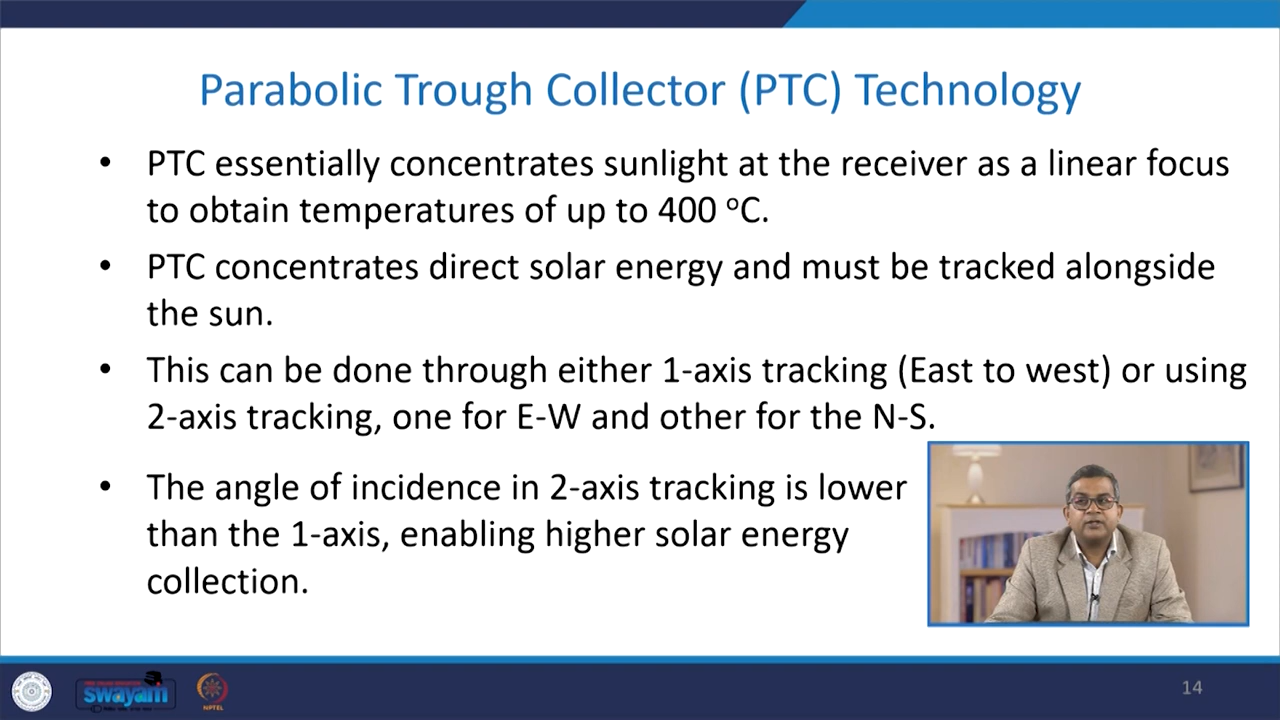 Parabolic Trough Collector (PTC) Technology
• PTC essentially concentrates sunlight at the receiver as a linear focus
to obtain temperatures of up to 400 ᵒC.
• PTC concentrates direct solar energy and must be tracked alongside
the sun.
• This can be done through either 1-axis tracking (East to west) or using
2-axis tracking, one for E-W and other for the N-S.
• The angle of incidence in 2-axis tracking is lower
than the 1-axis, enabling higher solar energy
collection.
swayam
NPTEL
14